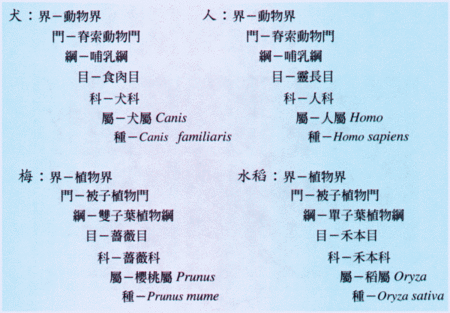 犬：界－動物界
門－脊索動物門
綱－哺乳綱
目－食肉目
科－犬科
屬－犬屬 Canis
種－Canis familiaris
人：界－動物界
門－脊索動物門
綱－哺乳綱
目－靈長目
科－人科
屬－人屬 Homo
種－Homo sapiens
梅：界－植物界
門－被子植物門
綱－雙子葉植物綱
目－薔薇目
科－薔薇科
屬－櫻桃屬 Prunus
種－Prunus mume
水稻：界－植物界
門－被子植物門
綱－單子葉植物綱
目－禾本目
科－禾本科
屬－稻屬 Oryza
種－Oryza sativa